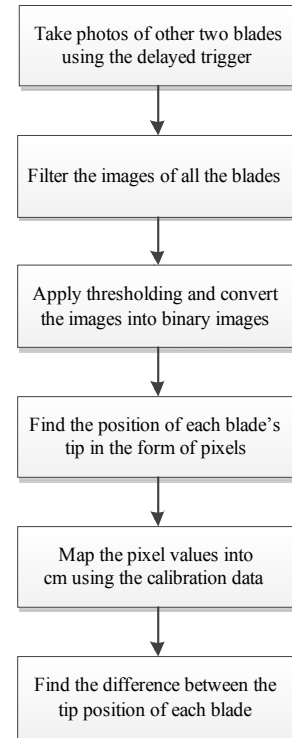 Take photos of other two blades
using the delayed trigger
Filter the images of all the blades
Apply thresholding and convert
the images into binary images
Find the position of each blade's
tip in the form of pixels
Map the pixel values into
cm using the calibration data
Find the difference between the
tip position of each blade